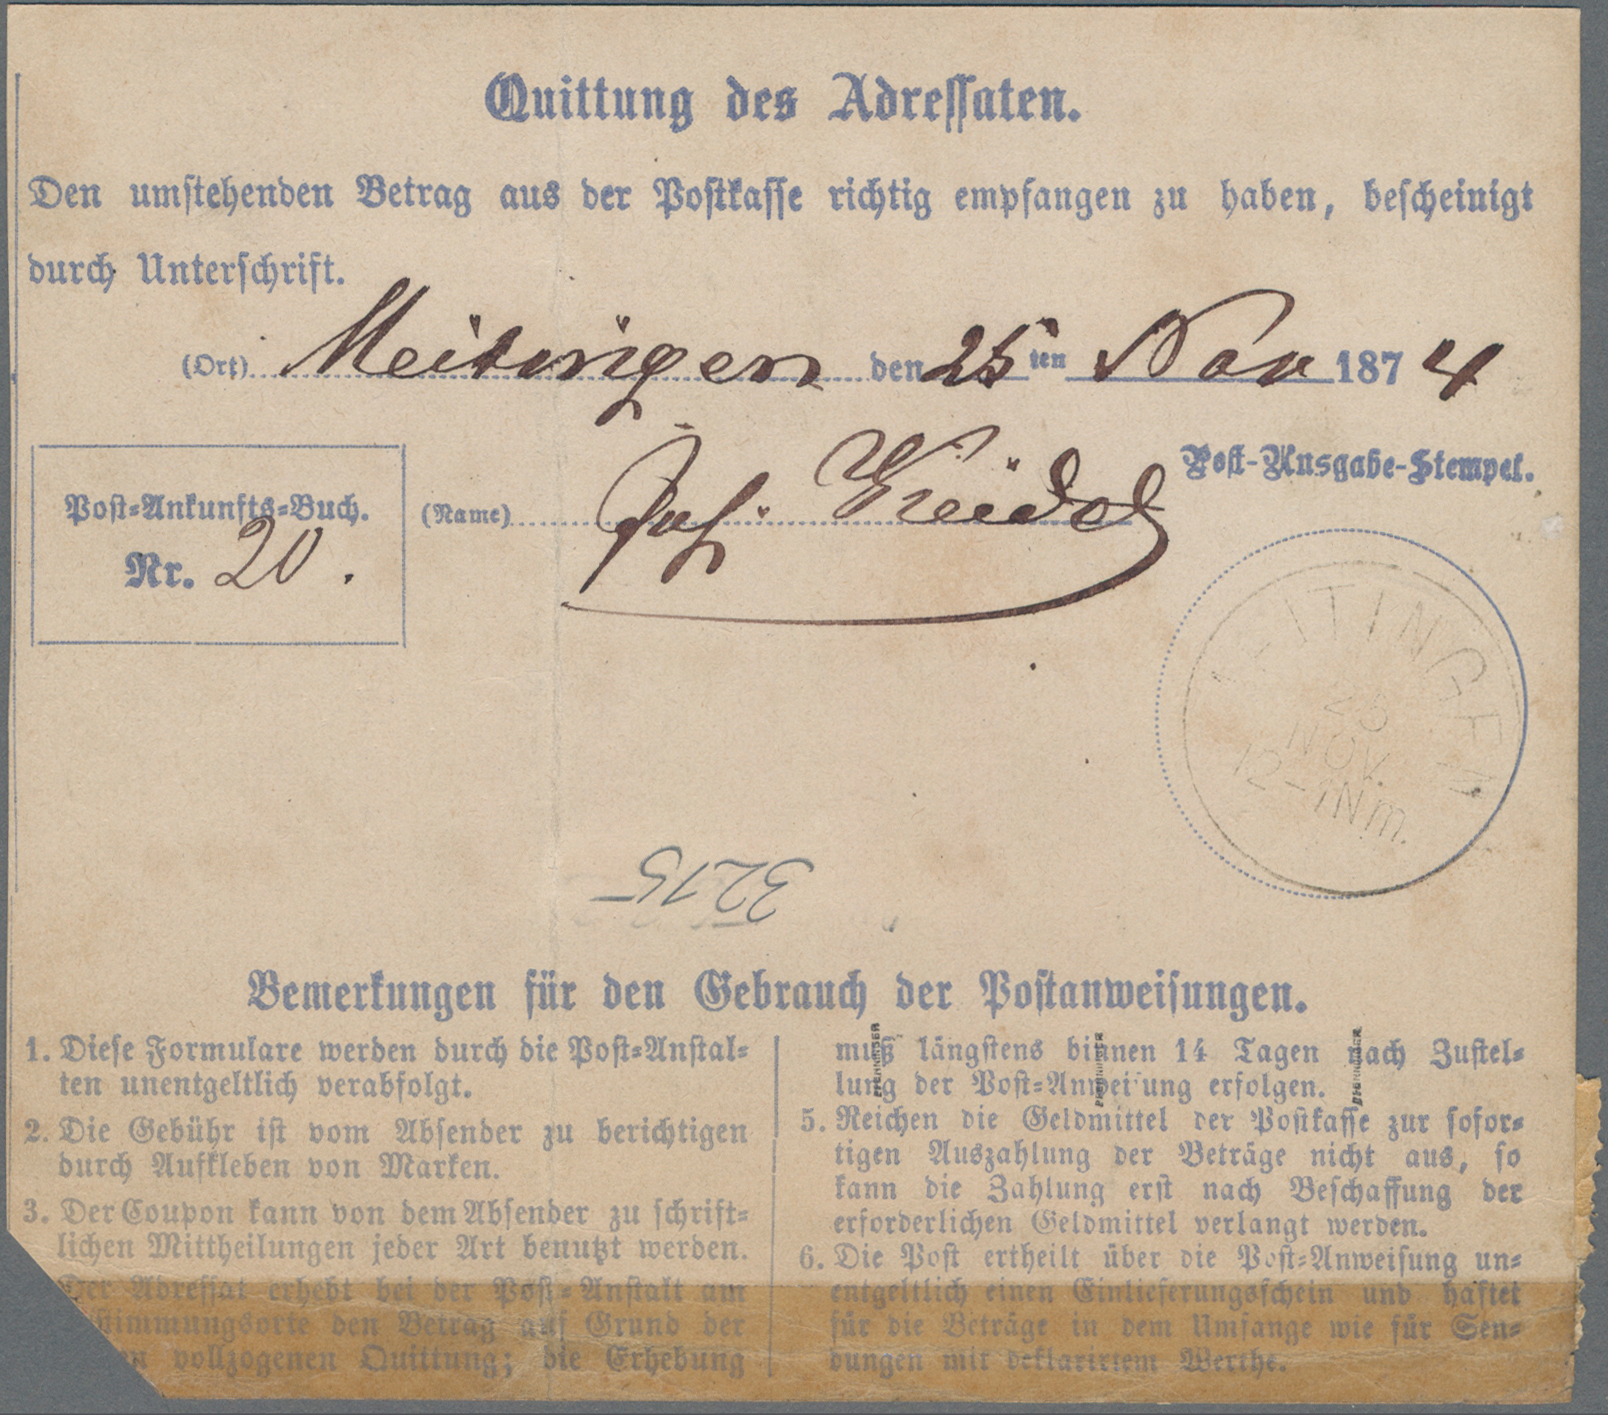 Quittung des Adressaten.
Den umstehenden Betrag aus der Postkasse richtig empfangen zu haben, bescheinigt
durch Unterschrift.
(Ort) Meitingen den 25 ten Nov 1874
Post-Ausgabe-Stempel.
Post-Ankunfts-Buch.
Nr. 20.
(Name) Jos.
MEITINGEN
25
NOV.
12-1Nm.
3215
Bemerkungen für den Gebrauch der Postanweisungen.
1. Diese Formulare werden durch die Post-Anstal-
ten unentgeltlich verabfolgt.
2. Die Gebühr ist vom Absender zu berichtigen
durch Aufkleben von Marken.
3. Der Coupon kann von dem Absender zu schrift-
lichen Mittheilungen jeder Art benutzt werden.
Der Adressat erhebt bei der Post-Anstalt am
stimmungsorte den Betrag auf Grund der
en vollzogenen Quittung; die Erhebung
muß längstens binnen 14 Tagen nach Zustel-
lung der Post-Anweisung erfolgen.
5. Reichen die Geldmittel der Postkasse zur sofor-
tigen Auszahlung der Beträge nicht aus, so
kann die Zahlung erst nach Beschaffung der
erforderlichen Geldmittel verlangt werden.
6. Die Post ertheilt über die Post-Anweisung un-
entgeltlich einen Einlieferungsschein und haftet
für die Beträge in dem Umfange wie für Sen-
dungen mit deklarirtem Werthe.